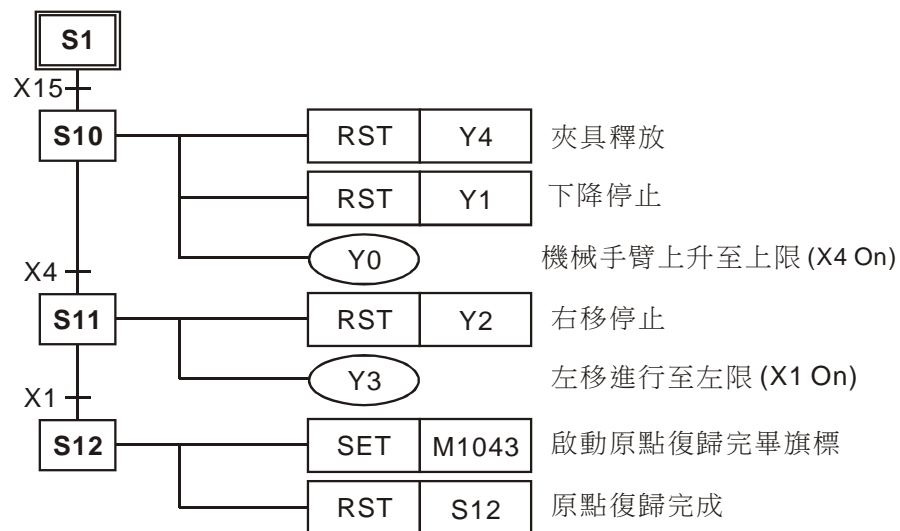 S1
X15
S10
RST Y4 夾具釋放
RST Y1 下降停止
Y0 機械手臂上升至上限(X4 On)
X4
S11
RST Y2 右移停止
Y3 左移進行至左限(X1 On)
X1
S12
SET M1043 啟動原點復歸完畢旗標
RST S12 原點復歸完成